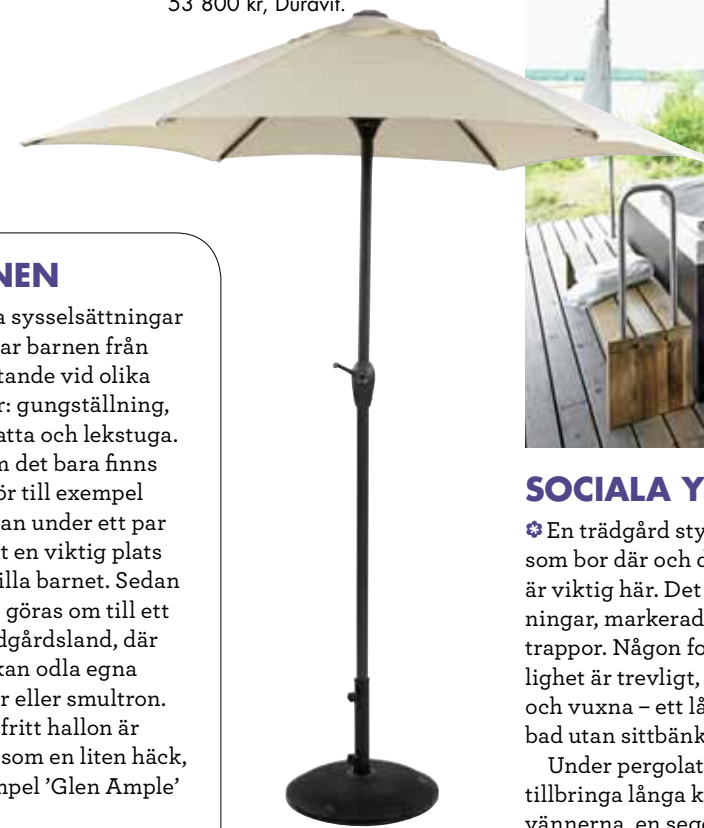 53 800 kr, Duravit.
NEN
a sysselsättningar
ar barnen från
tande vid olika
r: gungställning,
atta och lekstuga.
n det bara finns
ör till exempel
an under ett par
t en viktig plats
illa barnet. Sedan
göras om till ett
dgårdsland, där
kan odla egna
r eller smultron.
fritt hallon är
som en liten häck,
mpel ’Glen Ample’
SOCIALA Y
En trädgård sty
som bor där och d
är viktig här. Det
ningar, markerad
trappor. Någon fo
lighet är trevligt,
och vuxna – ett lå
bad utan sittbänk
Under pergolat
tillbringa långa k
vännerna, en sege